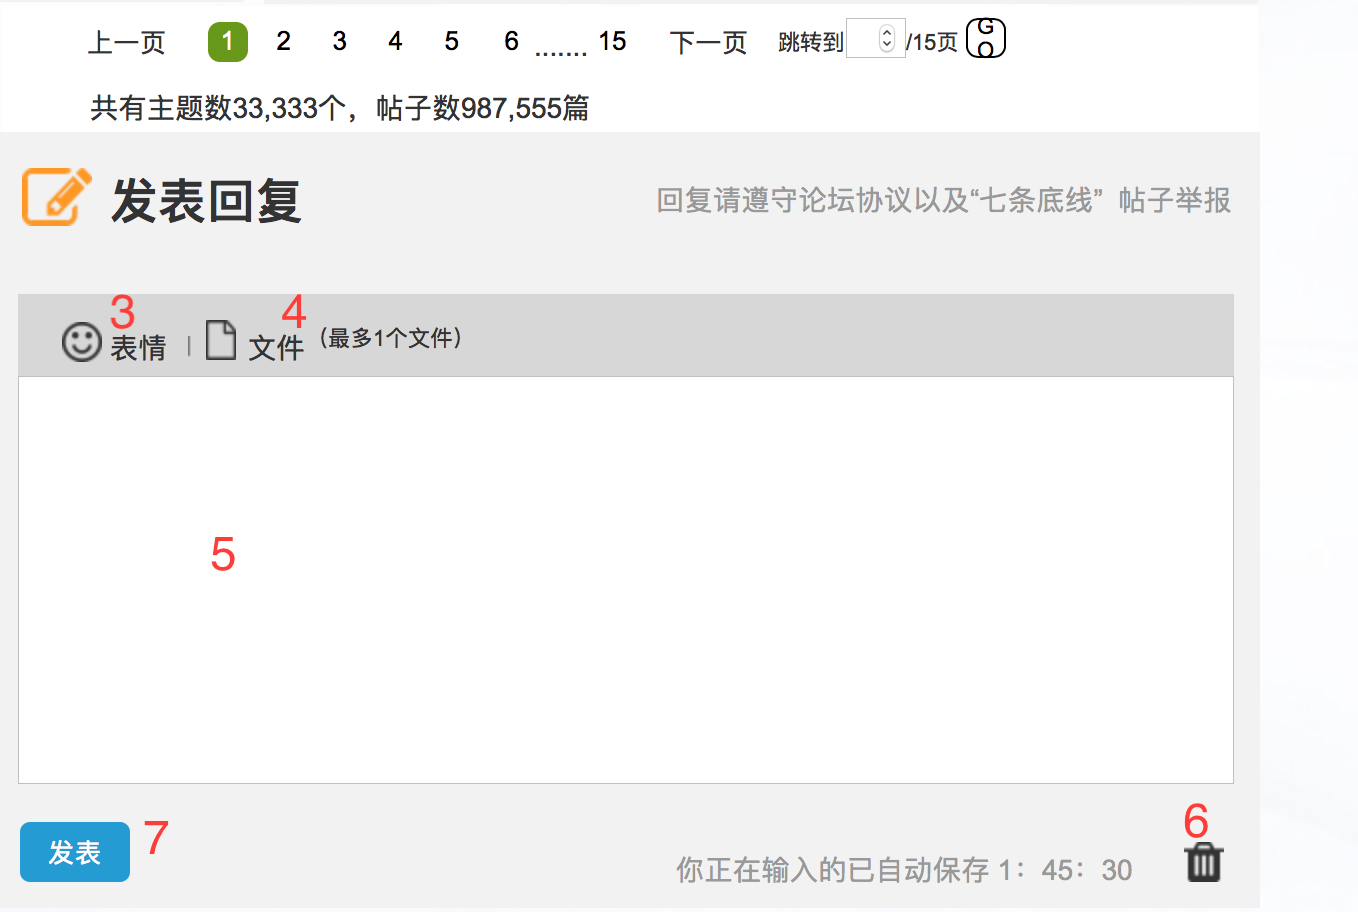 上一页 1 2 3 4 5 6 ....... 15 下一页 跳转到 /15页 GO
共有主题数33,333个，帖子数987,555篇
发表回复 回复请遵守论坛协议以及“七条底线” 帖子举报
3 4
表情 | 文件 （最多1个文件）
5
发表 7 6
你正在输入的已自动保存 1：45：30